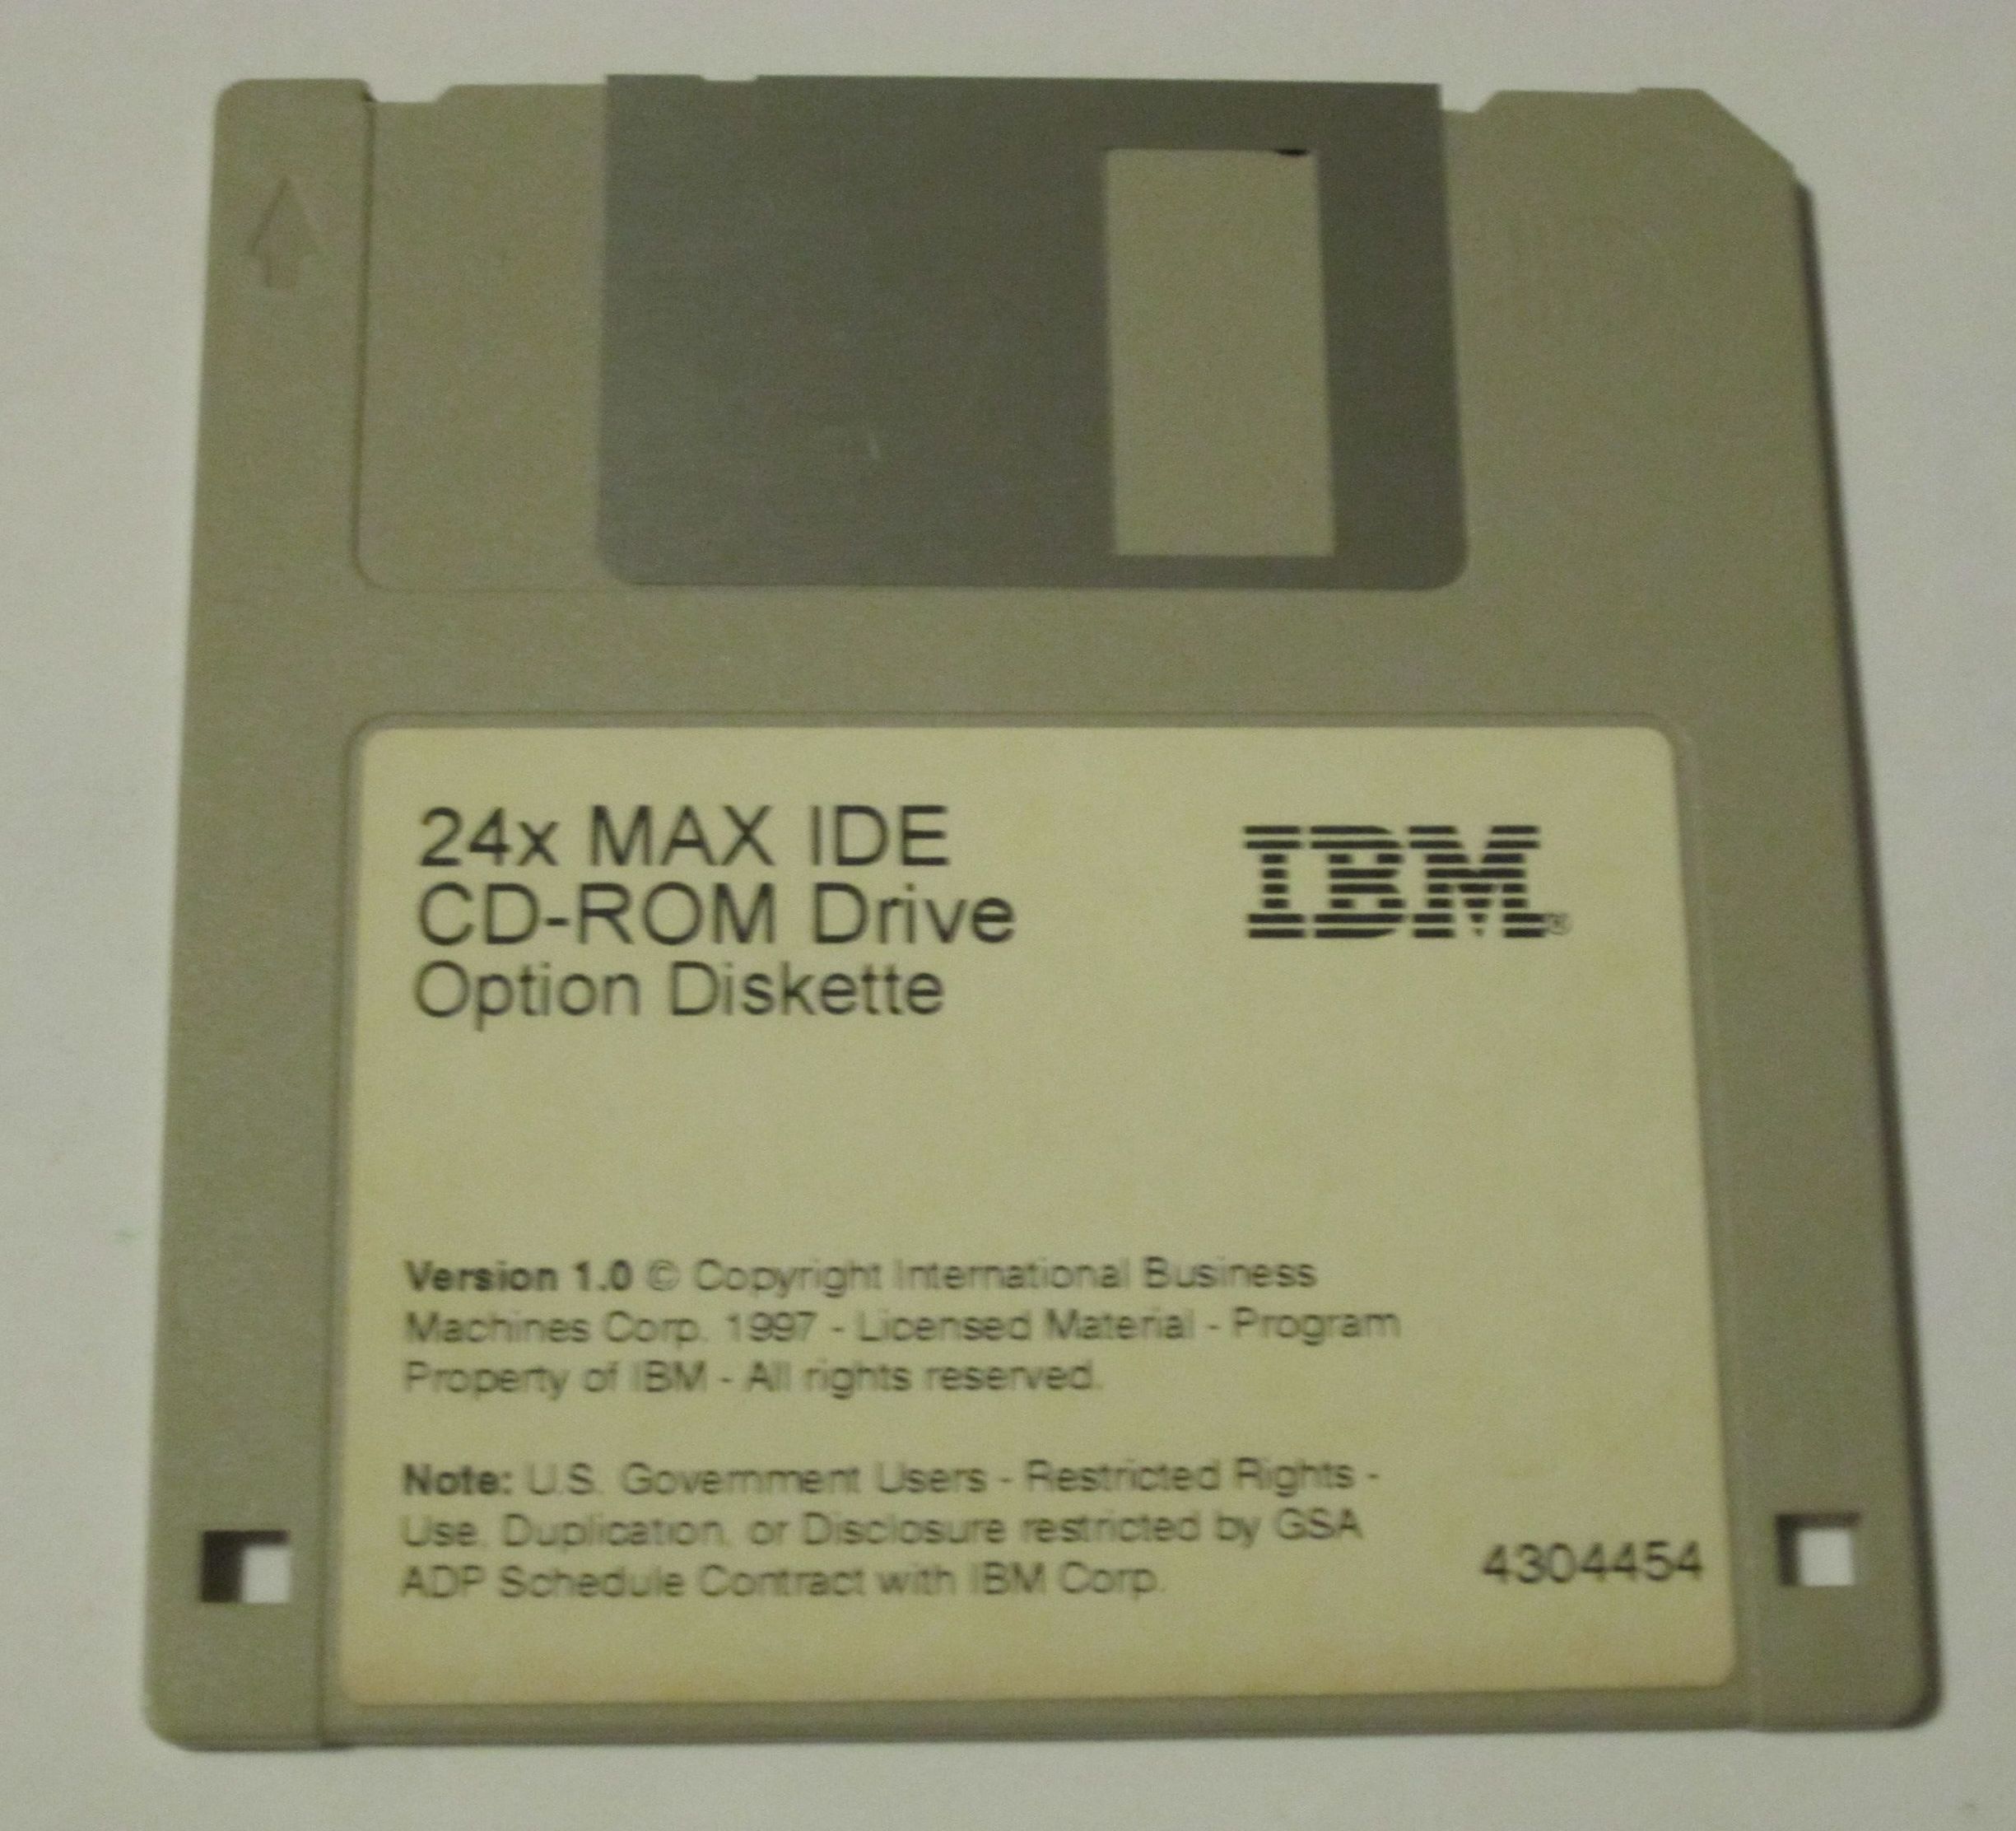 24x MAX IDE
CD-ROM Drive
Option Diskette
IBM®
Version 1.0 © Copyright International Business
Machines Corp. 1997 - Licensed Material - Program
Property of IBM - All rights reserved.
Note: U.S. Government Users - Restricted Rights -
Use, Duplication, or Disclosure restricted by GSA
ADP Schedule Contract with IBM Corp.
4304454